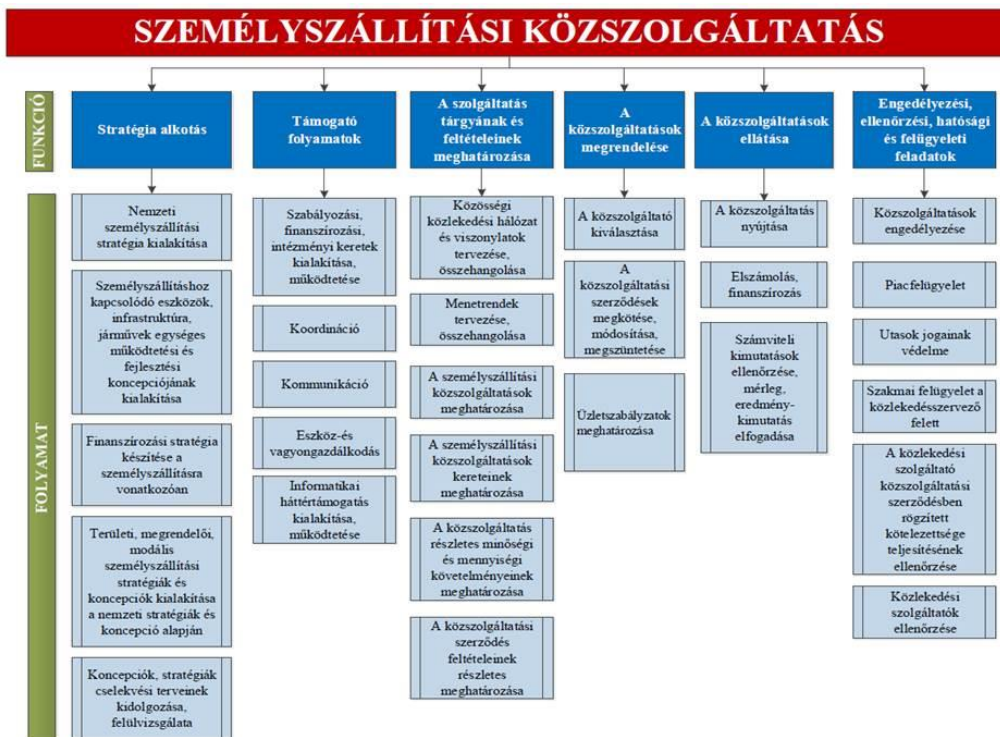 SZEMÉLYSZÁLLÍTÁSI KÖZSZOLGÁLTATÁS
FUNKCIÓ
Stratégia alkotás
Támogató
folyamatok
A szolgáltatás
tárgyának és
feltételeinek
meghatározása
A
közszolgáltatások
megrendelése
A közszolgáltatások
ellátása
Engedélyezési,
ellenőrzési, hatósági
és felügyeleti
feladatok
FOLYAMAT
Nemzeti
személyszállítási
stratégia kialakítása
Személyszállításhoz
kapcsolódó eszközök,
infrastruktúra,
járművek egységes
működtetési és
fejlesztési
koncepciójának
kialakítása
Finanszírozási stratégia
készítése a
személyszállításra
vonatkozóan
Területi, megrendelői,
modális
személyszállítási
stratégiák és
koncepciók kialakítása
a nemzeti stratégiák és
koncepció alapján
Koncepciók, stratégiák
cselekvési terveinek
kidolgozása,
felülvizsgálata
Szabályozási,
finanszírozási,
intézményi keretek
kialakítása,
működtetése
Koordináció
Kommunikáció
Eszköz-és
vagyongazdálkodás
Informatikai
háttértámogatás
kialakítása,
működtetése
Közösségi
közlekedési hálózat
és viszonylatok
tervezése,
összehangolása
Menetrendek
tervezése,
összehangolása
A személyszállítási
közszolgáltatások
meghatározása
A személyszállítási
közszolgáltatások
kereteinek
meghatározása
A közszolgáltatás
részletes minőségi
és mennyiségi
követelményeinek
meghatározása
A közszolgáltatási
szerződés
feltételeinek
részletes
meghatározása
A közszolgáltató
kiválasztása
A
közszolgáltatási
szerződések
megkötése,
módosítása,
megszüntetése
Üzletszabályzatok
meghatározása
A közszolgáltatás
nyújtása
Elszámolás,
finanszírozás
Számviteli
kimutatások
ellenőrzése,
mérleg,
eredmény-
kimutatás
elfogadása
Közszolgáltatások
engedélyezése
Piacfelügyelet
Utasok jogainak
védelme
Szakmai felügyelet a
közlekedésszervező
felett
A közlekedési
szolgáltató
közszolgáltatási
szerződésben
rögzített
kötelezettsége
teljesítésének
ellenőrzése
Közlekedési
szolgáltatók
ellenőrzése